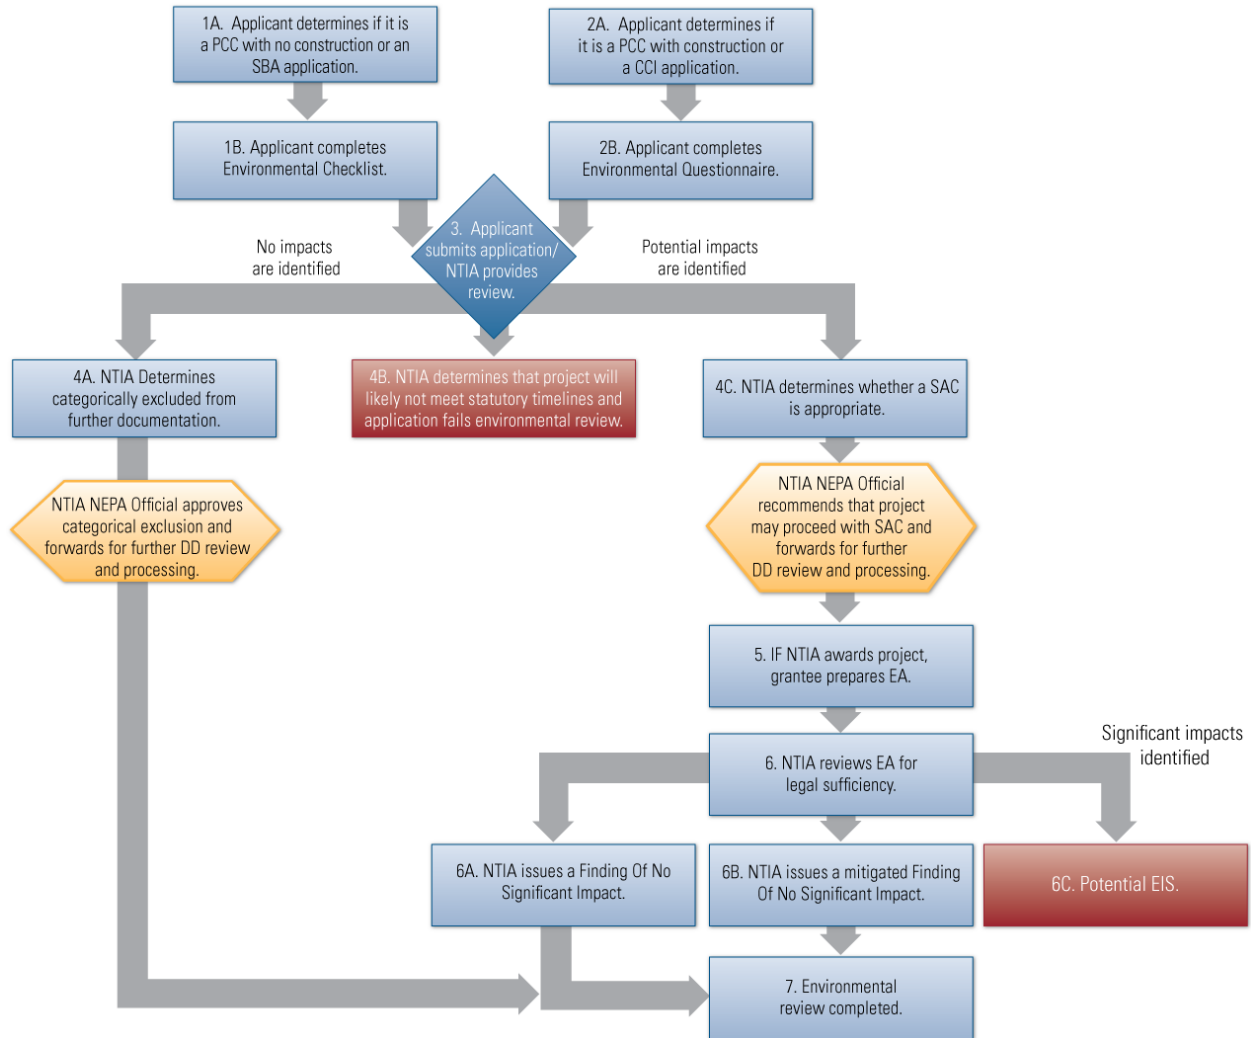 1A. Applicant determines if it is
a PCC with no construction or an
SBA application.
2A. Applicant determines if
it is a PCC with construction or
a CCI application.
1B. Applicant completes
Environmental Checklist.
2B. Applicant completes
Environmental Questionnaire.
3. Applicant
submits application/
NTIA provides
review.
No impacts
are identified
Potential impacts
are identified
4A. NTIA Determines
categorically excluded from
further documentation.
4B. NTIA determines that project will
likely not meet statutory timelines and
application fails environmental review.
4C. NTIA determines whether a SAC
is appropriate.
NTIA NEPA Official approves
categorical exclusion and
forwards for further DD review
and processing.
NTIA NEPA Official
recommends that project
may proceed with SAC and
forwards for further
DD review and processing.
5. IF NTIA awards project,
grantee prepares EA.
6. NTIA reviews EA for
legal sufficiency.
Significant impacts
identified
6A. NTIA issues a Finding Of No
Significant Impact.
6B. NTIA issues a mitigated Finding
Of No Significant Impact.
6C. Potential EIS.
7. Environmental
review completed.